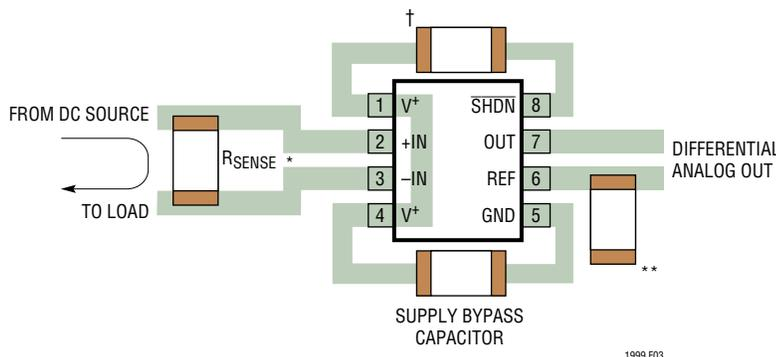 †
FROM DC SOURCE
TO LOAD
RSENSE *
1 V+
2 +IN
3 –IN
4 V+
SHDN 8
OUT 7
REF 6
GND 5
DIFFERENTIAL
ANALOG OUT
**
SUPPLY BYPASS
CAPACITOR
1999 F03